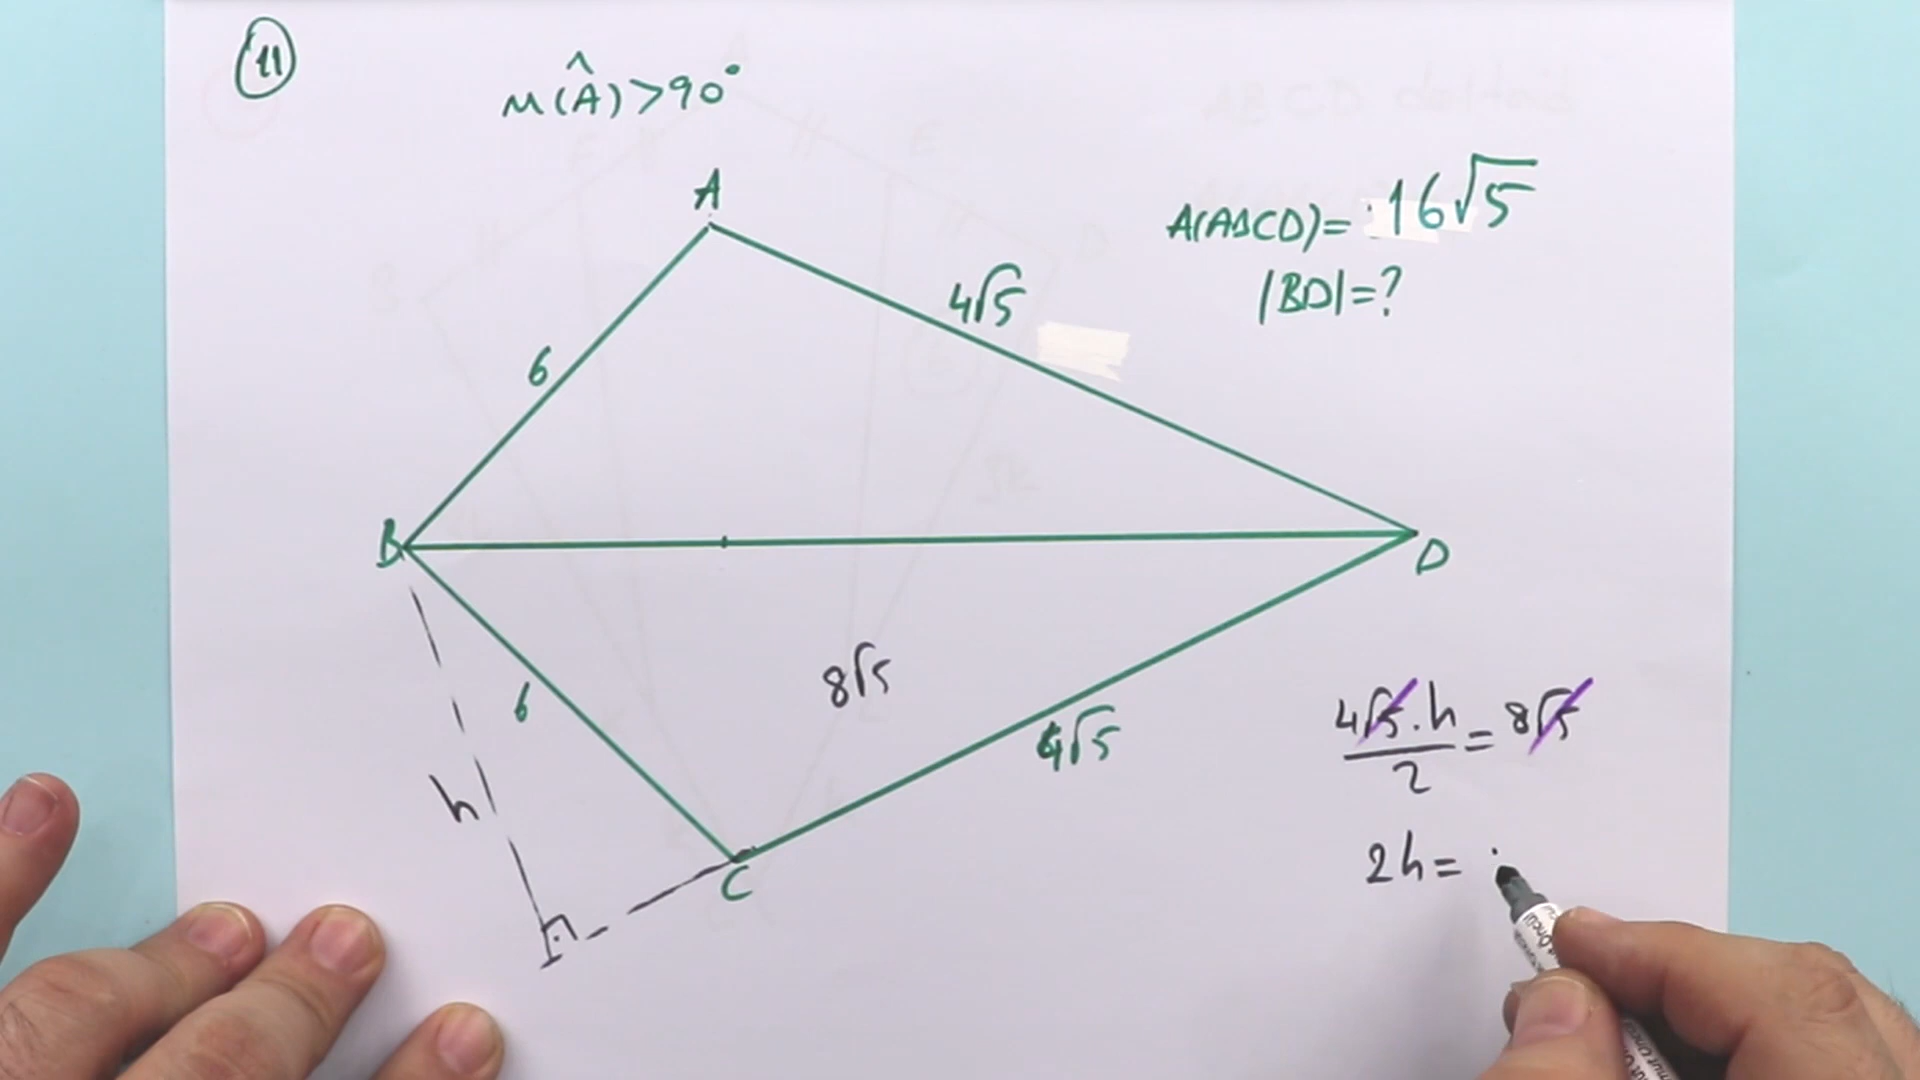 11
m(Â)>90°
A
4√5
A(ABCD)= 16√5
|BD|=?
6
B
D
6
8√5
4√5
h
C
4√5.h/2 = 8√5
2h=